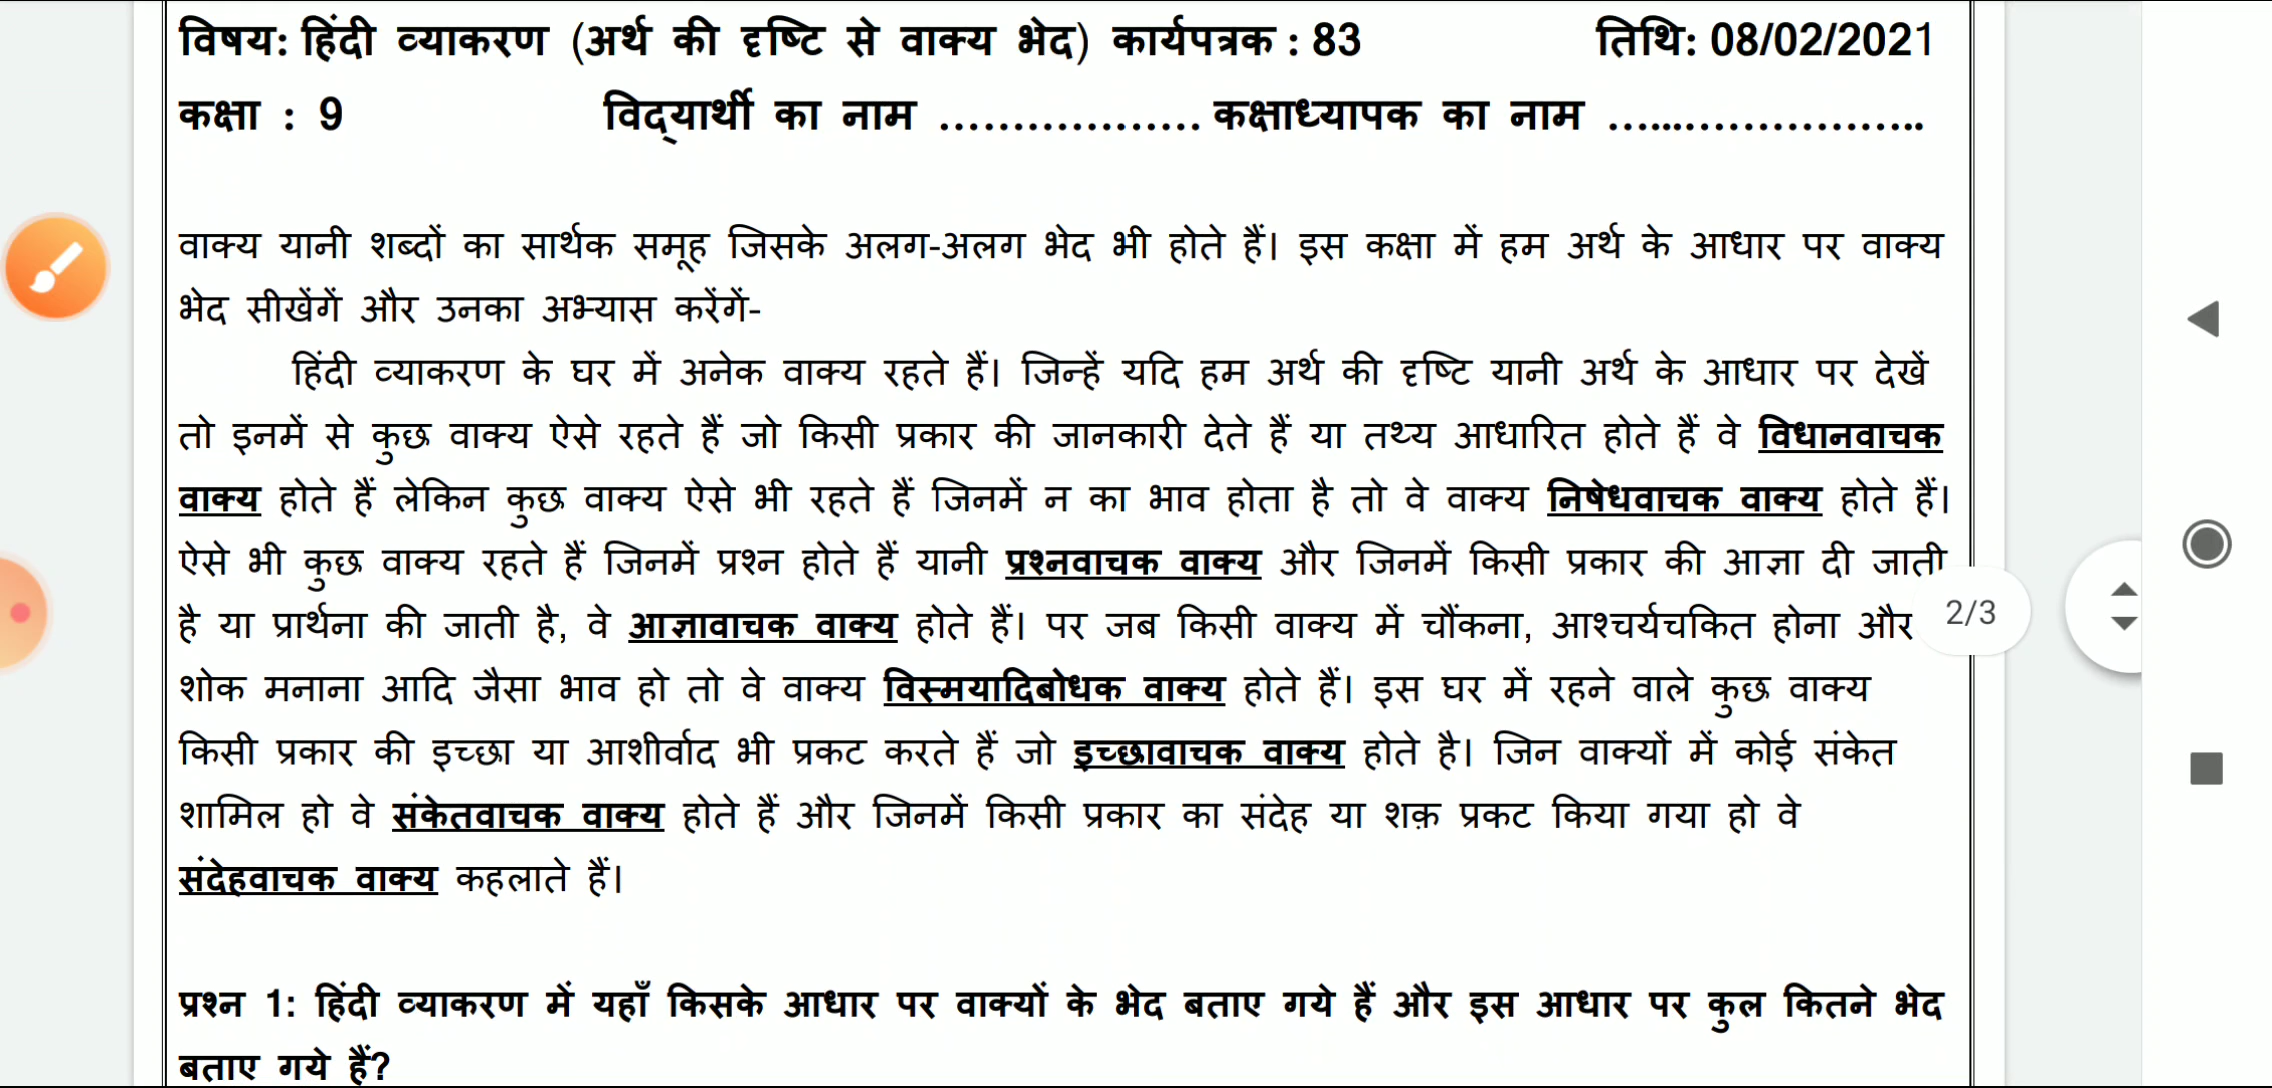 विषय: हिंदी व्याकरण (अर्थ की दृष्टि से वाक्य भेद) कार्यपत्रक : 83 तिथि: 08/02/2021
कक्षा : 9 विद्यार्थी का नाम .................. कक्षाध्यापक का नाम ......................
वाक्य यानी शब्दों का सार्थक समूह जिसके अलग-अलग भेद भी होते हैं। इस कक्षा में हम अर्थ के आधार पर वाक्य
भेद सीखेंगें और उनका अभ्यास करेंगें-
हिंदी व्याकरण के घर में अनेक वाक्य रहते हैं। जिन्हें यदि हम अर्थ की दृष्टि यानी अर्थ के आधार पर देखें
तो इनमें से कुछ वाक्य ऐसे रहते हैं जो किसी प्रकार की जानकारी देते हैं या तथ्य आधारित होते हैं वे विधानवाचक
वाक्य होते हैं लेकिन कुछ वाक्य ऐसे भी रहते हैं जिनमें न का भाव होता है तो वे वाक्य निषेधवाचक वाक्य होते हैं।
ऐसे भी कुछ वाक्य रहते हैं जिनमें प्रश्न होते हैं यानी प्रश्नवाचक वाक्य और जिनमें किसी प्रकार की आज्ञा दी जाती
है या प्रार्थना की जाती है, वे आज्ञावाचक वाक्य होते हैं। पर जब किसी वाक्य में चौंकना, आश्चर्यचकित होना और
2/3
शोक मनाना आदि जैसा भाव हो तो वे वाक्य विस्मयादिबोधक वाक्य होते हैं। इस घर में रहने वाले कुछ वाक्य
किसी प्रकार की इच्छा या आशीर्वाद भी प्रकट करते हैं जो इच्छावाचक वाक्य होते है। जिन वाक्यों में कोई संकेत
शामिल हो वे संकेतवाचक वाक्य होते हैं और जिनमें किसी प्रकार का संदेह या शक़ प्रकट किया गया हो वे
संदेहवाचक वाक्य कहलाते हैं।
प्रश्न 1: हिंदी व्याकरण में यहाँ किसके आधार पर वाक्यों के भेद बताए गये हैं और इस आधार पर कुल कितने भेद
बताए गये हैं?